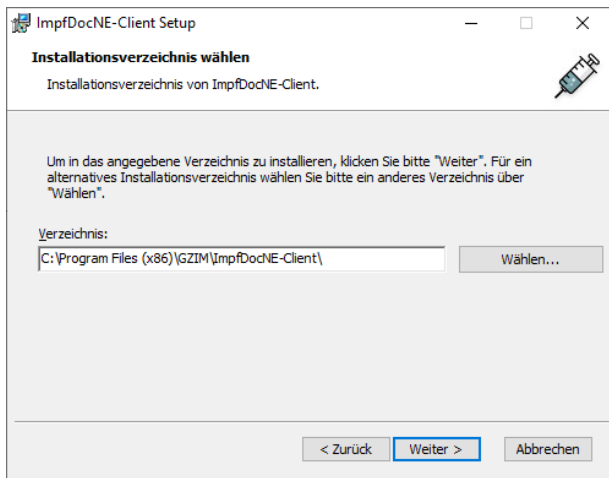 ImpfDocNE-Client Setup
Installationsverzeichnis wählen
Installationsverzeichnis von ImpfDocNE-Client.
Um in das angegebene Verzeichnis zu installieren, klicken Sie bitte "Weiter". Für ein
alternatives Installationsverzeichnis wählen Sie bitte ein anderes Verzeichnis über
"Wählen".
Verzeichnis:
C:\Program Files (x86)\GZIM\ImpfDocNE-Client\
Wählen...
< Zurück
Weiter >
Abbrechen